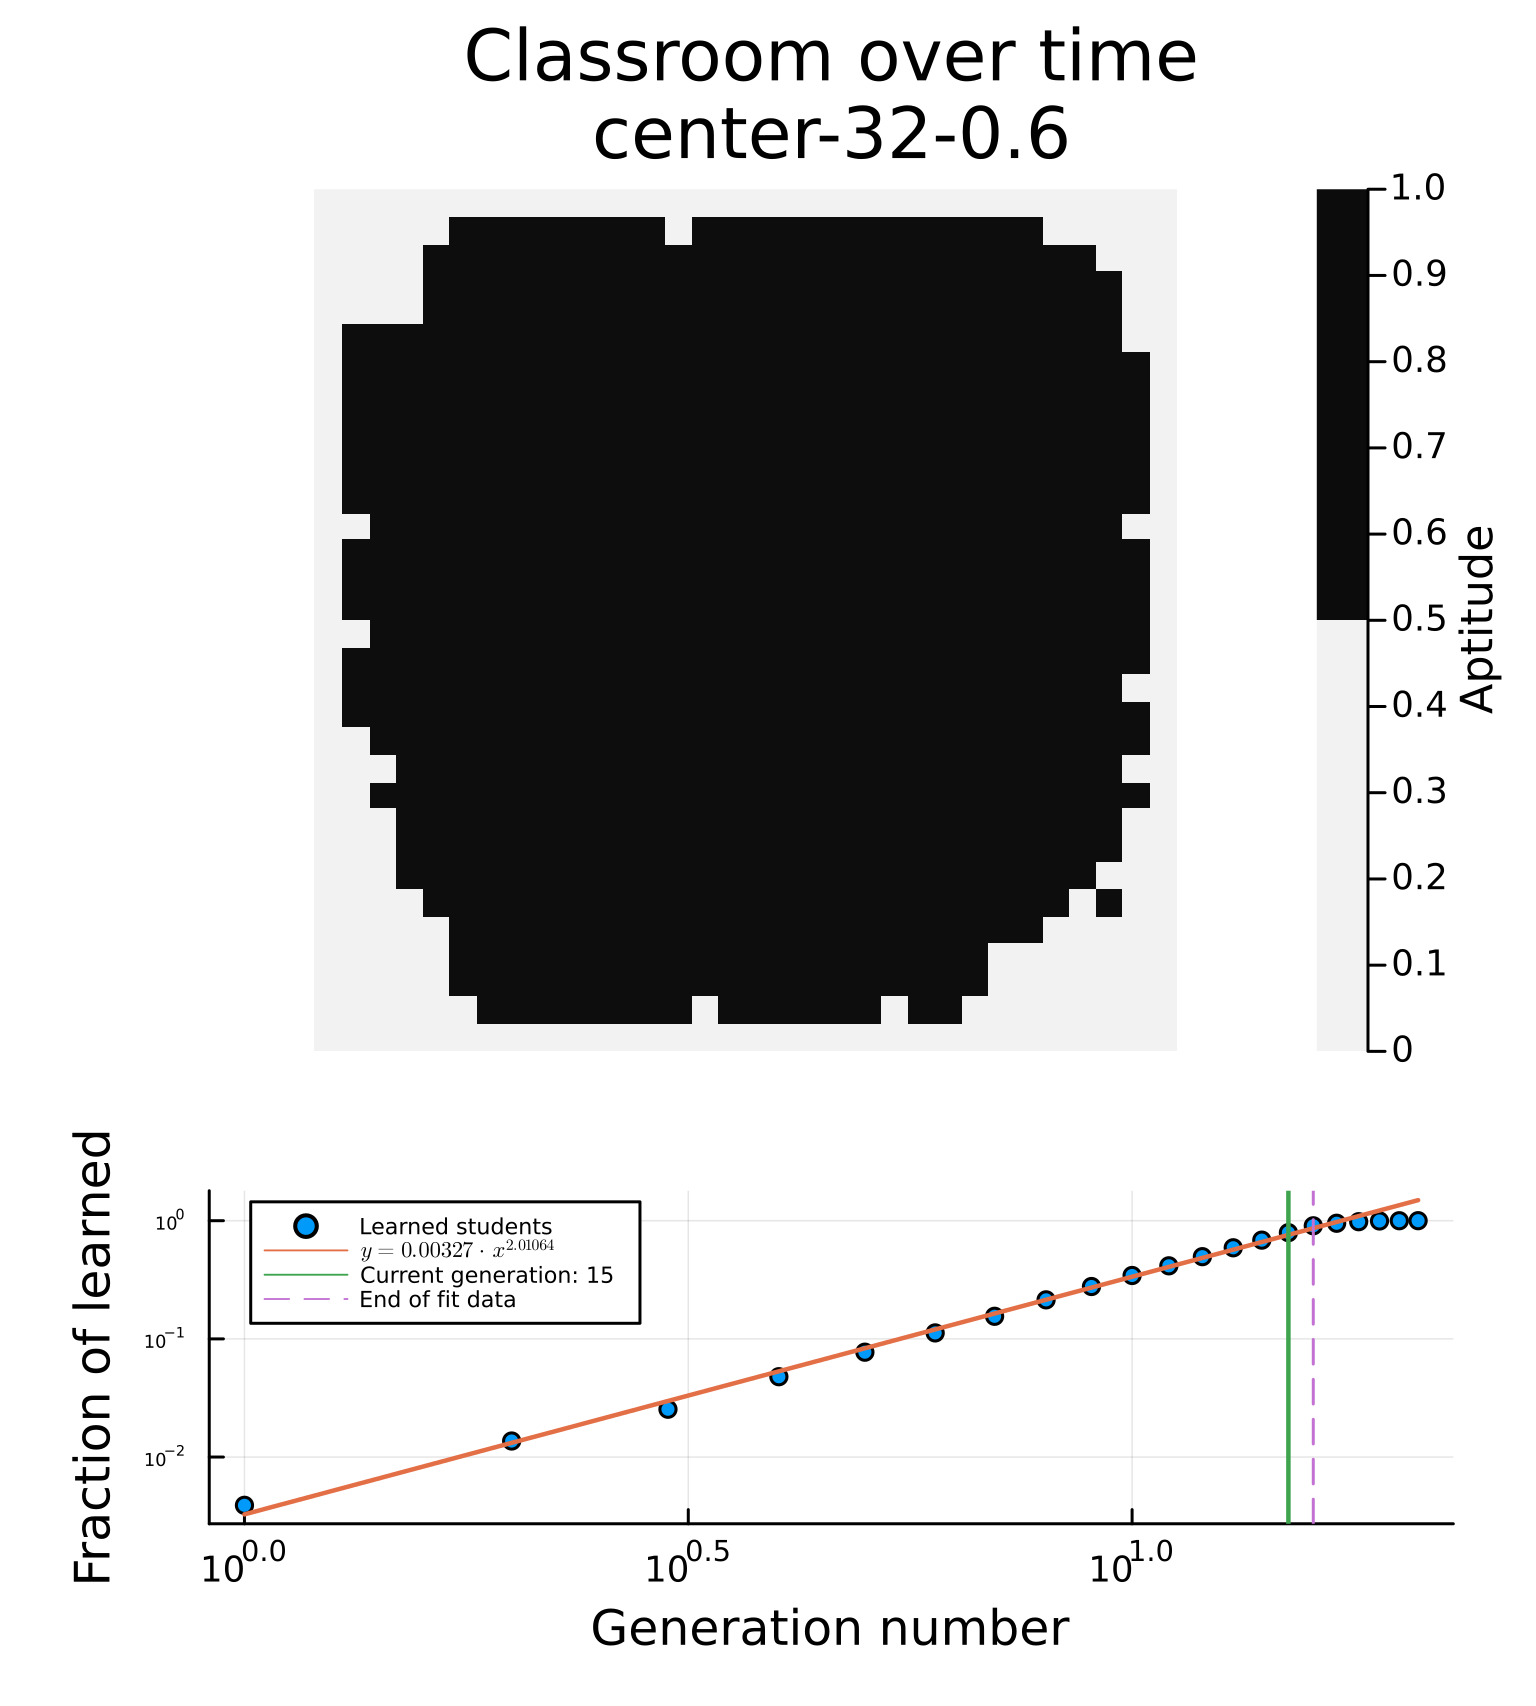 Classroom over time
center-32-0.6
1.0
0.9
0.8
0.7
0.6
0.5
0.4
0.3
0.2
0.1
0
Aptitude
Fraction of learned
10⁰
10⁻¹
10⁻²
Learned students
y = 0.00327 · x^2.01064
Current generation: 15
End of fit data
10^0.0
10^0.5
10^1.0
Generation number